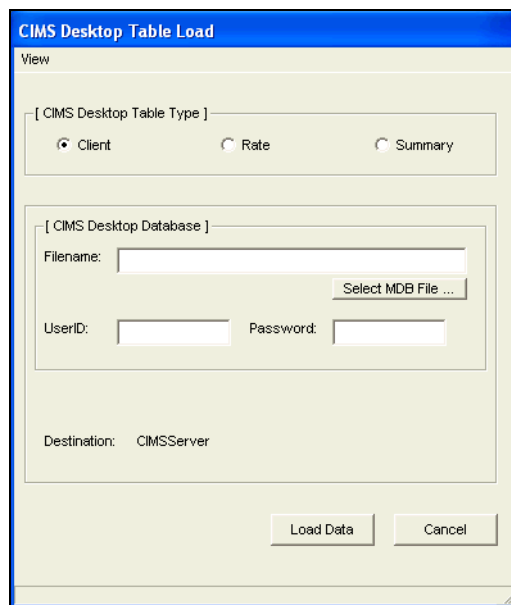 CIMS Desktop Table Load
View
[ CIMS Desktop Table Type ]
Client Rate Summary
[ CIMS Desktop Database ]
Filename:
Select MDB File ...
UserID: Password:
Destination: CIMSServer
Load Data Cancel